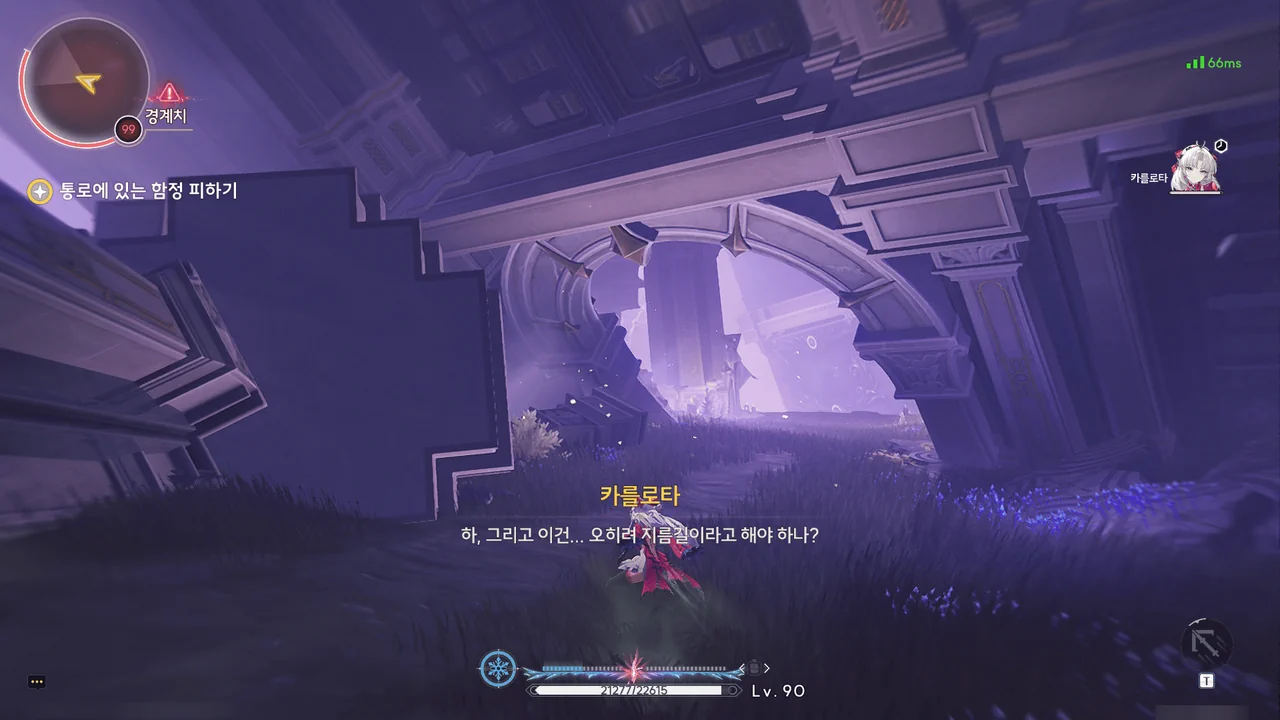 66ms
99
경계치
통로에 있는 함정 피하기
카를로타
카를로타
하, 그리고 이건... 오히려 지름길이라고 해야 하나?
21277/22615
Lv. 90
T